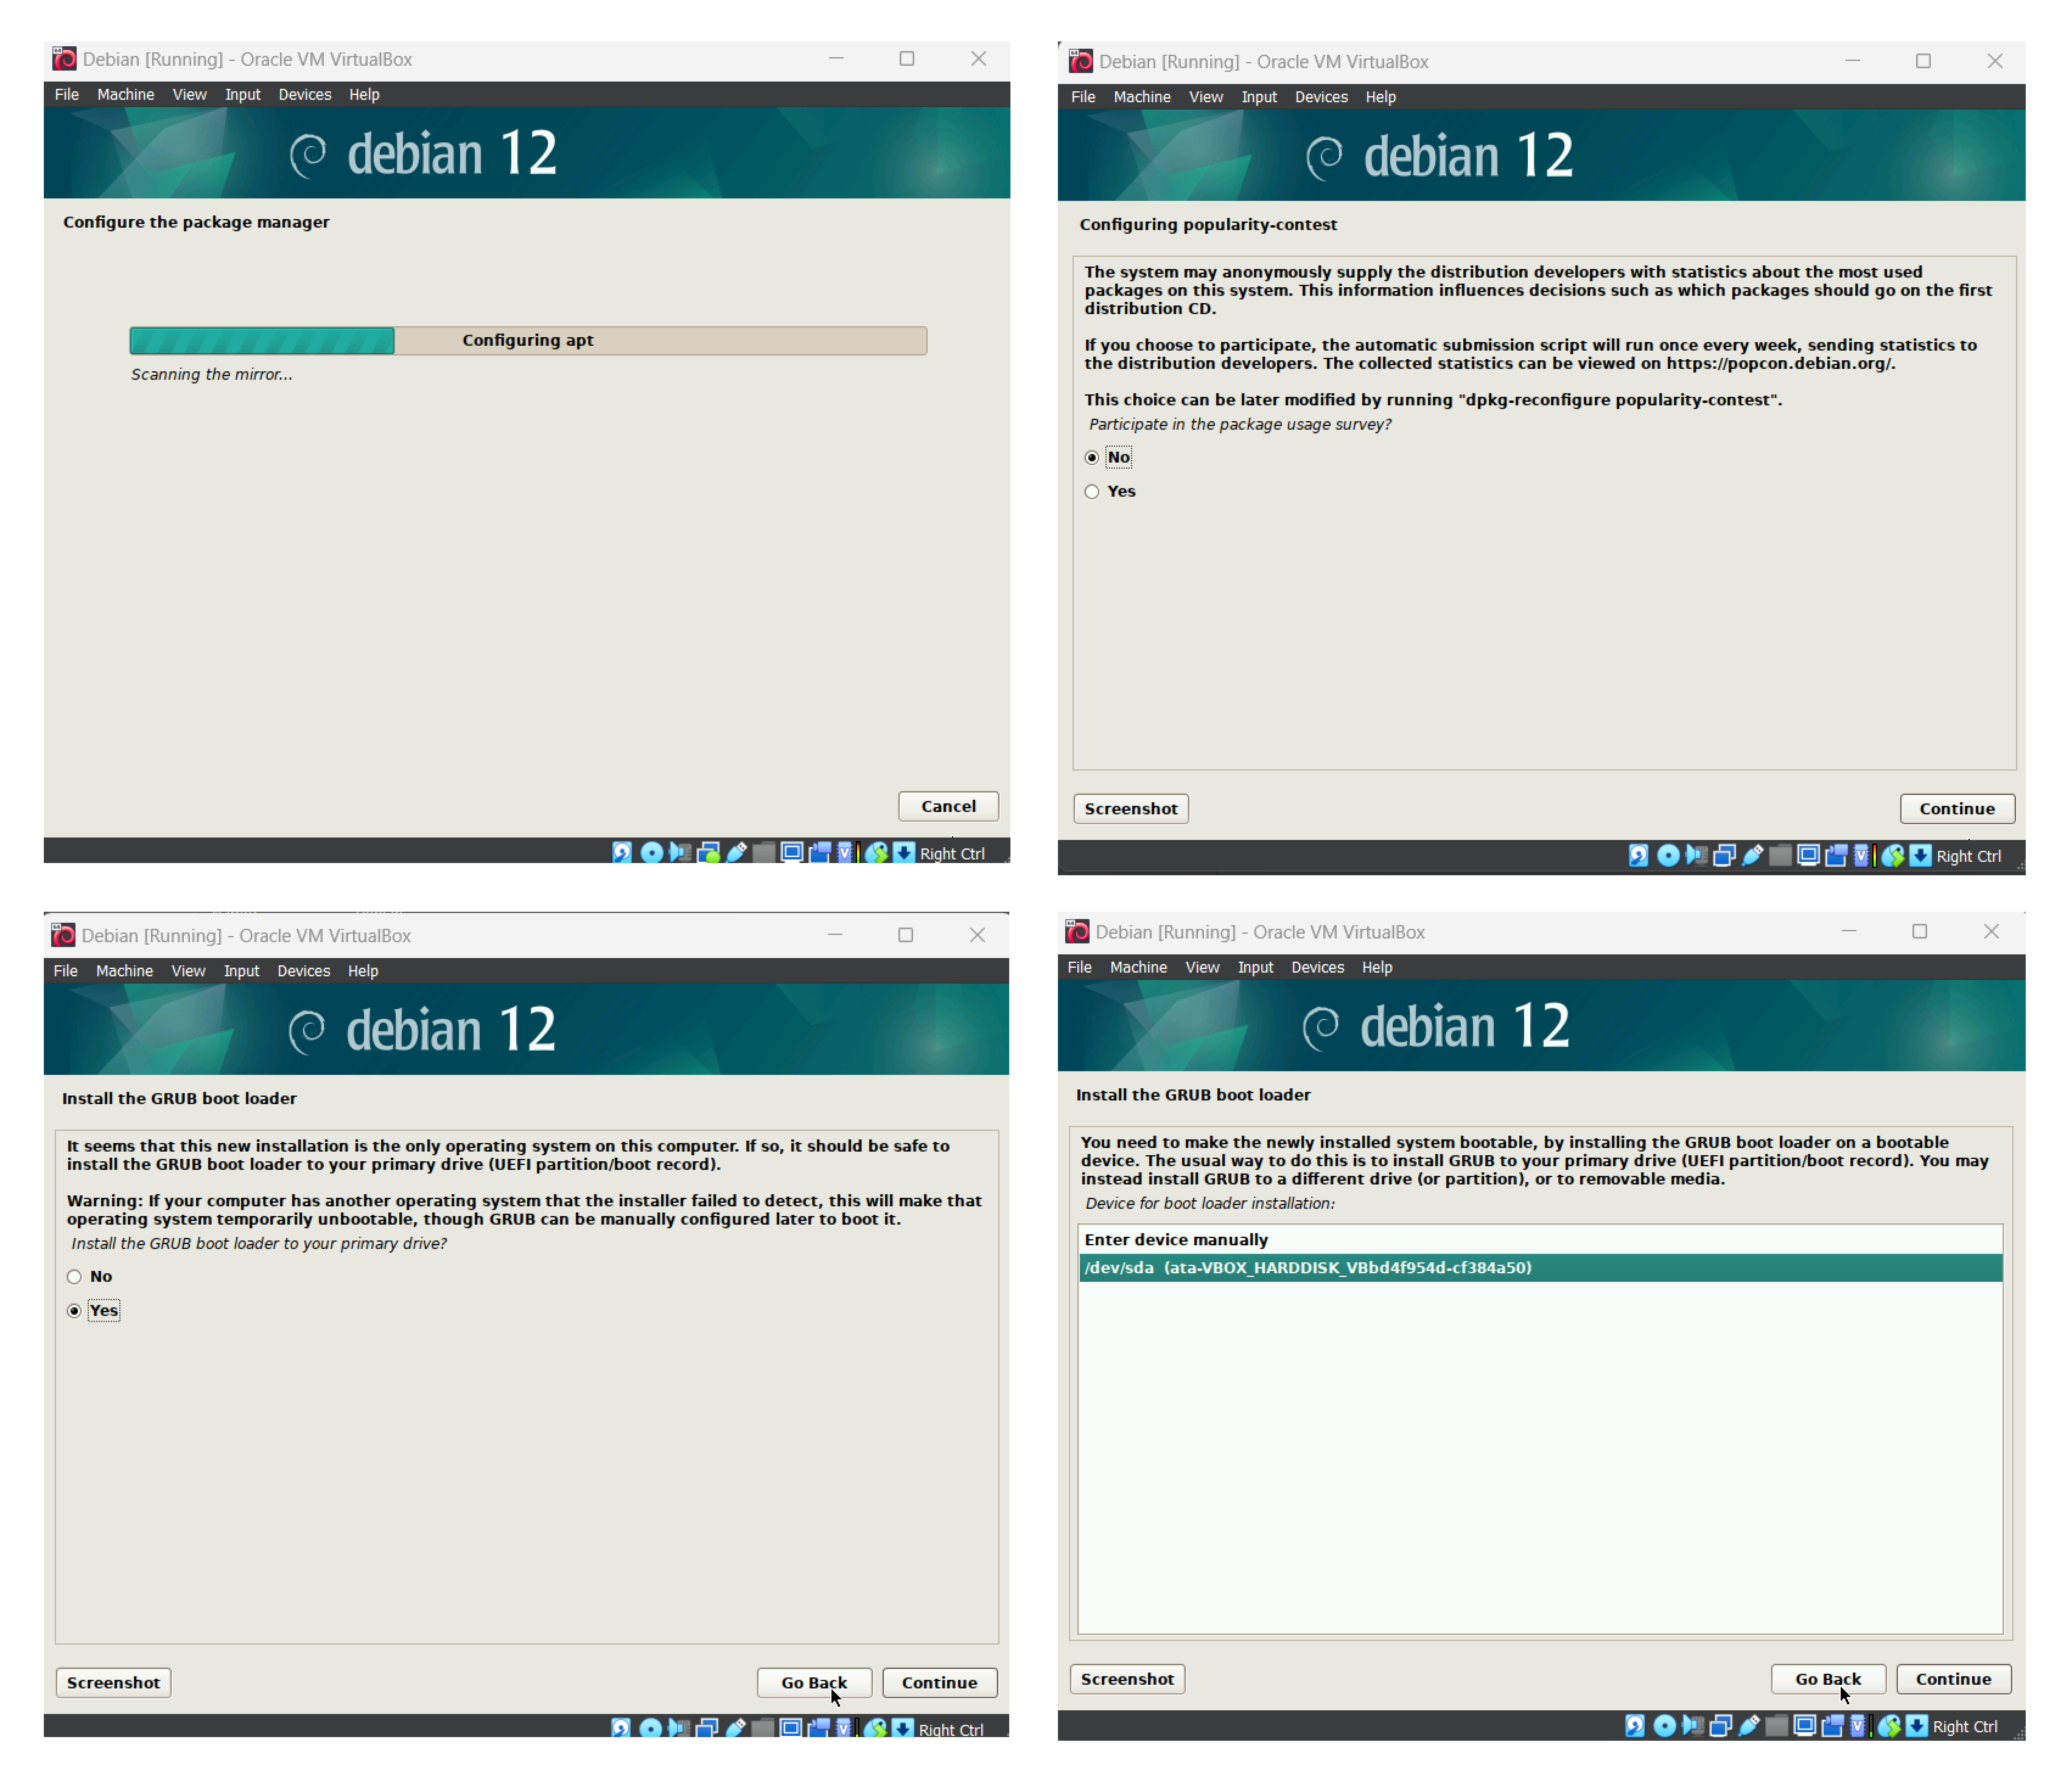 Debian [Running] - Oracle VM VirtualBox
File Machine View Input Devices Help
debian 12
Configure the package manager
Configuring apt
Scanning the mirror...
Cancel
Right Ctrl
Debian [Running] - Oracle VM VirtualBox
File Machine View Input Devices Help
debian 12
Configuring popularity-contest
The system may anonymously supply the distribution developers with statistics about the most used
packages on this system. This information influences decisions such as which packages should go on the first
distribution CD.
If you choose to participate, the automatic submission script will run once every week, sending statistics to
the distribution developers. The collected statistics can be viewed on https://popcon.debian.org/.
This choice can be later modified by running "dpkg-reconfigure popularity-contest".
Participate in the package usage survey?
No
Yes
Screenshot
Continue
Right Ctrl
Debian [Running] - Oracle VM VirtualBox
File Machine View Input Devices Help
debian 12
Install the GRUB boot loader
It seems that this new installation is the only operating system on this computer. If so, it should be safe to
install the GRUB boot loader to your primary drive (UEFI partition/boot record).
Warning: If your computer has another operating system that the installer failed to detect, this will make that
operating system temporarily unbootable, though GRUB can be manually configured later to boot it.
Install the GRUB boot loader to your primary drive?
No
Yes
Screenshot
Go Back
Continue
Right Ctrl
Debian [Running] - Oracle VM VirtualBox
File Machine View Input Devices Help
debian 12
Install the GRUB boot loader
You need to make the newly installed system bootable, by installing the GRUB boot loader on a bootable
device. The usual way to do this is to install GRUB to your primary drive (UEFI partition/boot record). You may
instead install GRUB to a different drive (or partition), or to removable media.
Device for boot loader installation:
Enter device manually
/dev/sda (ata-VBOX_HARDDISK_VBbd4f954d-cf384a50)
Screenshot
Go Back
Continue
Right Ctrl